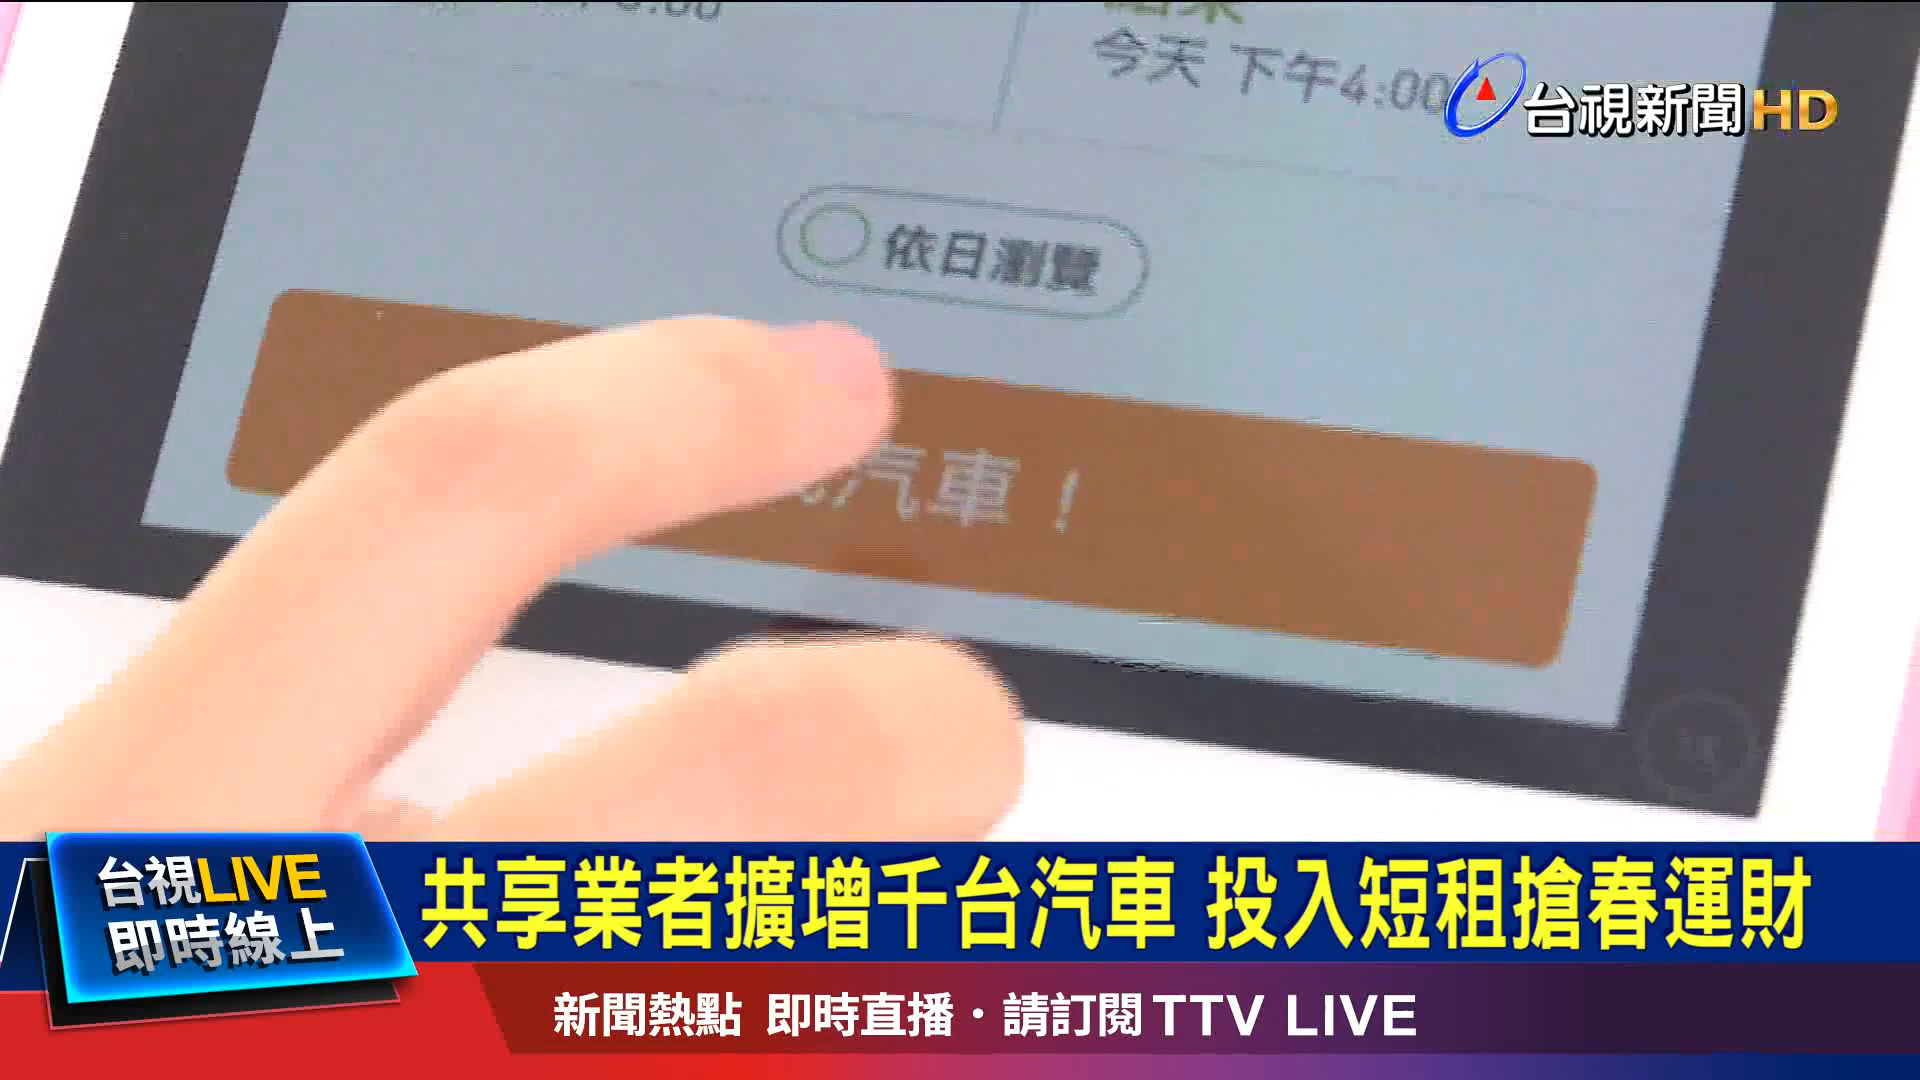 今天 下午4:00
台視新聞HD
依日瀏覽
汽車！
台視LIVE
即時線上
共享業者擴增千台汽車 投入短租搶春運財
新聞熱點 即時直播・請訂閱TTV LIVE